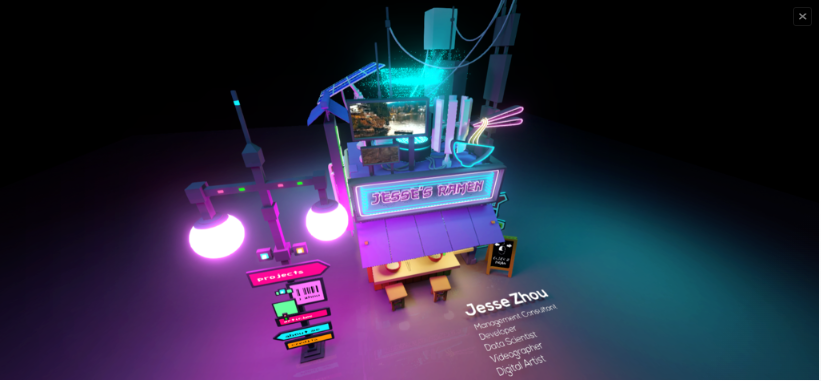 JESSE'S RAMEN
projects
Jesse Zhou
Management Consultant
Developer
Data Scientist
Videographer
Digital Artist